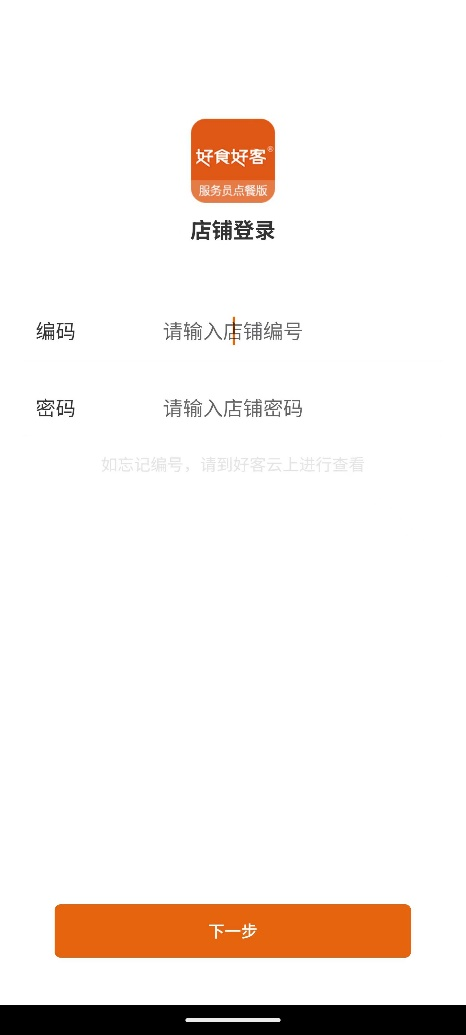 好食好客®
服务员点餐版
店铺登录
编码 请输入店铺编号
密码 请输入店铺密码
如忘记编号，请到好客云上进行查看
下一步